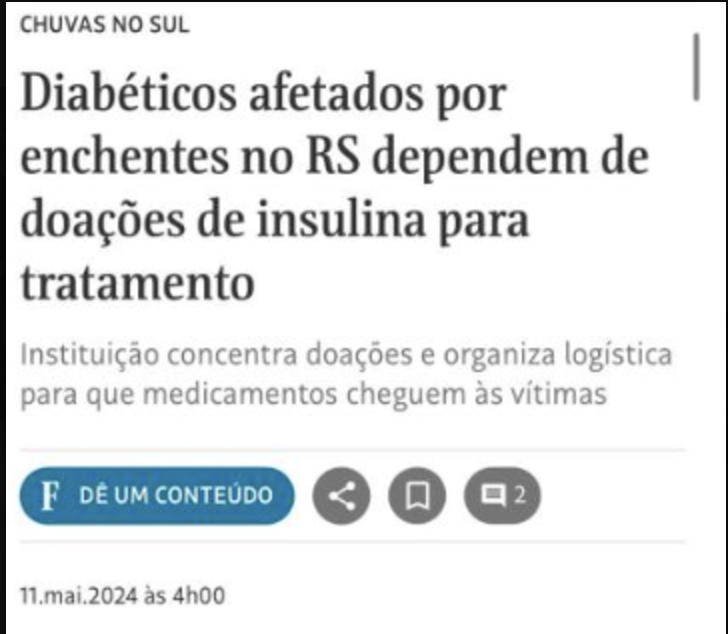 CHUVAS NO SUL
Diabéticos afetados por
enchentes no RS dependem de
doações de insulina para
tratamento
Instituição concentra doações e organiza logística
para que medicamentos cheguem às vítimas
F DÊ UM CONTEÚDO 2
11.mai.2024 às 4h00